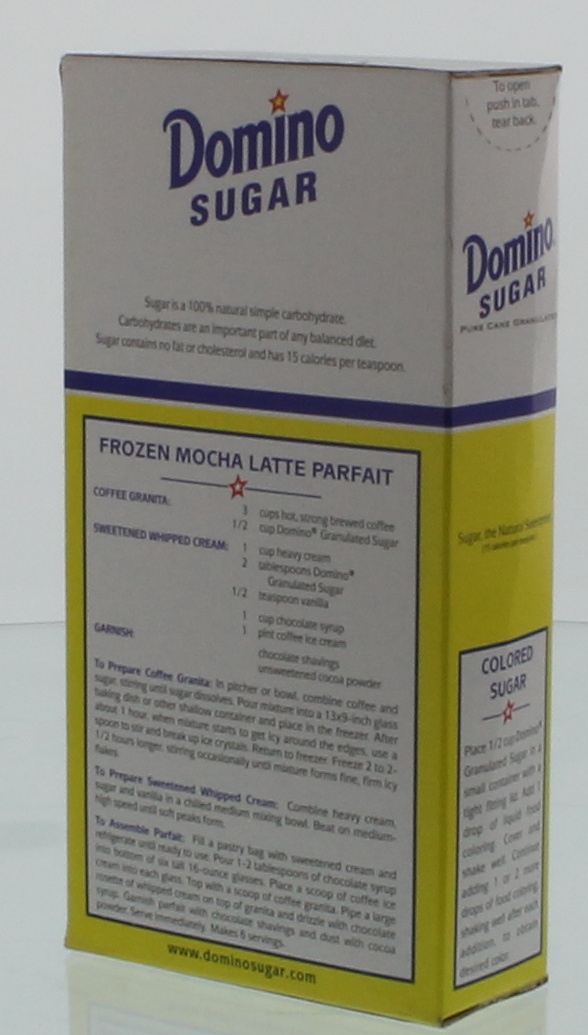 Domino
SUGAR
Sugar is a 100% natural simple carbohydrate.
Carbohydrates are an important part of any balanced diet.
Sugar contains no fat or cholesterol and has 15 calories per teaspoon.
FROZEN MOCHA LATTE PARFAIT
COFFEE GRANITA:
3 cups hot, strong brewed coffee
1/2 cup Domino® Granulated Sugar
SWEETENED WHIPPED CREAM:
1 cup heavy cream
2 tablespoons Domino®
Granulated Sugar
1/2 teaspoon vanilla
1 cup chocolate syrup
1 pint coffee ice cream
GARNISH:
chocolate shavings
unsweetened cocoa powder
To Prepare Coffee Granita: In pitcher or bowl, combine coffee and
sugar, stirring until sugar dissolves. Pour mixture into a 13x9-inch glass
baking dish or other shallow container and place in the freezer. After
about 1 hour, when mixture starts to get icy around the edges, use a
spoon to stir and break up ice crystals. Return to freezer. Freeze 2 to 2-
1/2 hours longer, stirring occasionally until mixture forms fine, firm icy
flakes.
To Prepare Sweetened Whipped Cream: Combine heavy cream,
sugar and vanilla in a chilled medium mixing bowl. Beat on medium-
high speed until soft peaks form.
To Assemble Parfait: Fill a pastry bag with sweetened cream and
refrigerate until ready to use. Pour 1-2 tablespoons of chocolate syrup
into bottom of six tall 16-ounce glasses. Place a scoop of coffee ice
cream into each glass. Top with a scoop of coffee granita. Pipe a large
rosette of whipped cream on top of granita and drizzle with chocolate
syrup. Garnish parfait with chocolate shavings and dust with cocoa
powder. Serve immediately. Makes 6 servings.
www.dominosugar.com
To open
push in tab,
tear back.
Domino
SUGAR
PURE CANE GRANULATED
Sugar, the Natural Sweetener
(15 calories per teaspoon)
COLORED
SUGAR
Place 1/2 cup Domino®
Granulated Sugar in a
small container with a
tight fitting lid. Add 1
drop of liquid food
coloring. Cover and
shake well. Continue
adding 1 or 2 more
drops of food coloring,
shaking well after each
addition, to obtain
desired color.